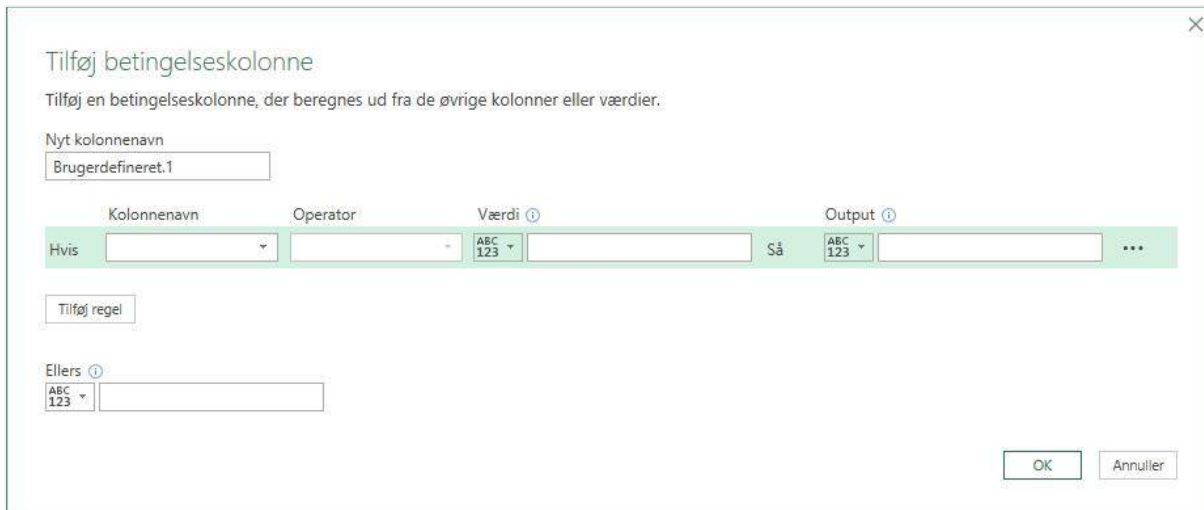 Tilføj betingelseskolonne
Tilføj en betingelseskolonne, der beregnes ud fra de øvrige kolonner eller værdier.
Nyt kolonnenavn
Brugerdefineret.1
Kolonnenavn Operator Værdi Output
Hvis ABC 123 Så ABC 123 •••
Tilføj regel
Ellers
ABC 123
OK Annuller